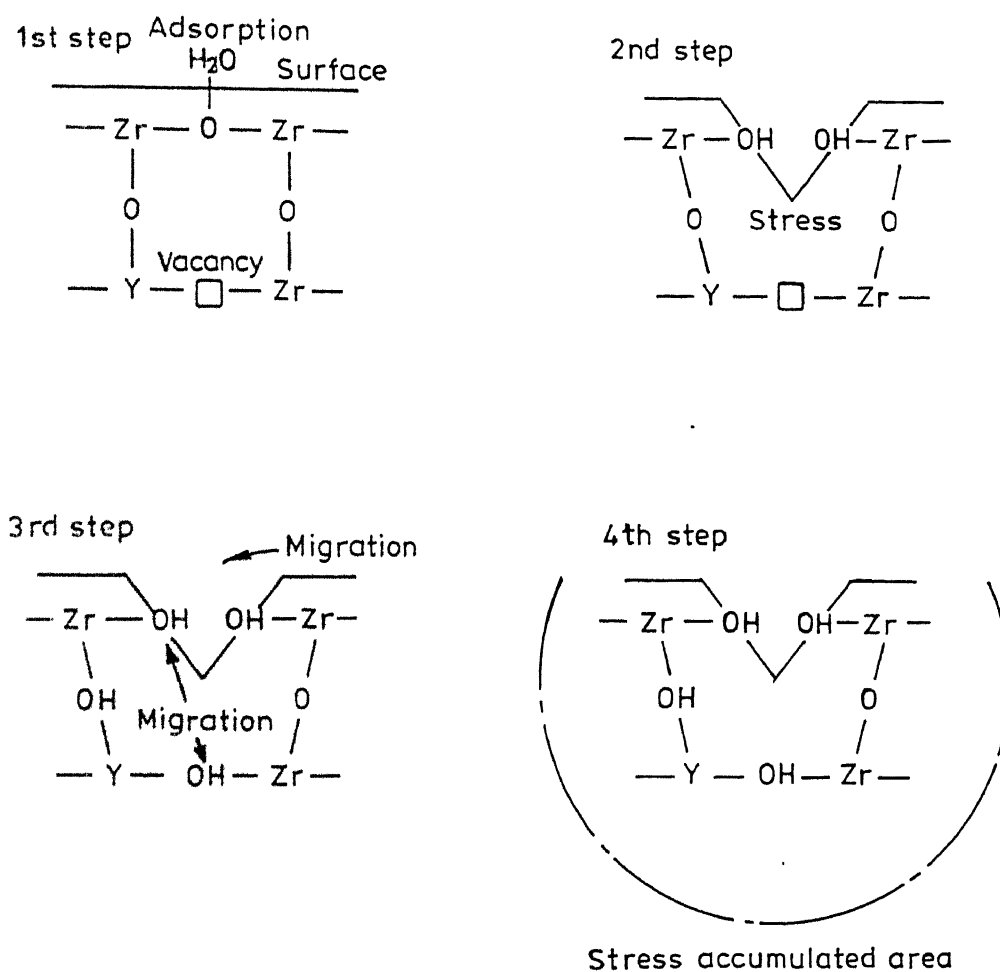 1st step
Adsorption
H2O
Surface
— Zr — O — Zr —
O O
Vacancy
— Y — □ — Zr —
2nd step
— Zr — OH OH — Zr —
O Stress O
— Y — □ — Zr —
3rd step
Migration
— Zr — OH OH — Zr —
OH O
Migration
— Y — OH — Zr —
4th step
— Zr — OH OH — Zr —
OH O
— Y — OH — Zr —
Stress accumulated area